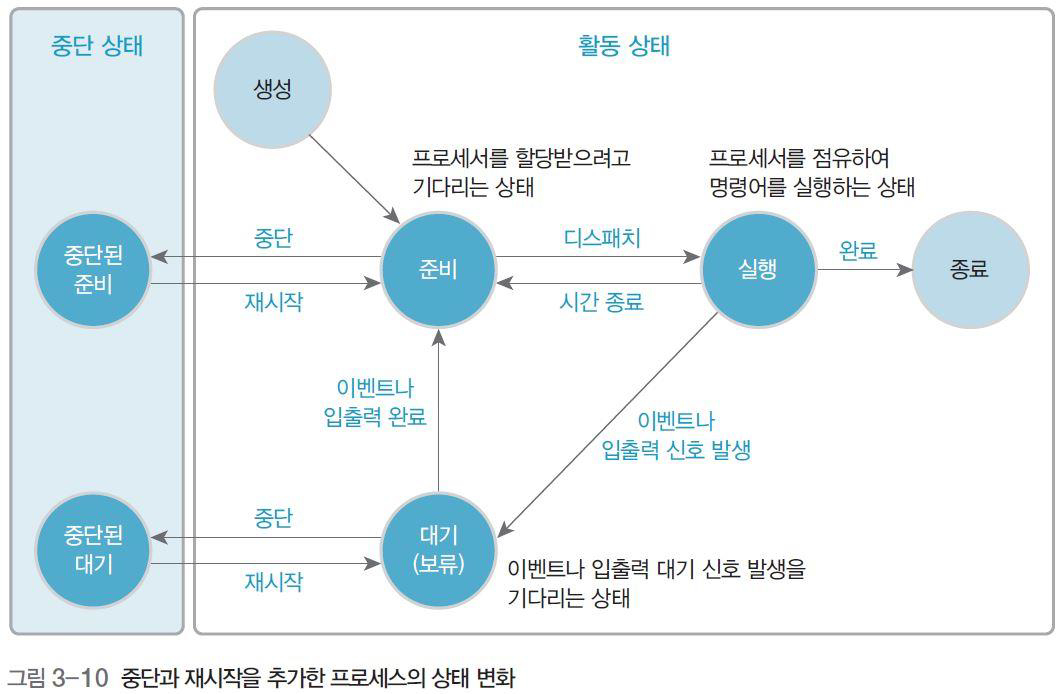 중단 상태
활동 상태
생성
프로세서를 할당받으려고
기다리는 상태
프로세서를 점유하여
명령어를 실행하는 상태
중단된
준비
중단
재시작
준비
디스패치
시간 종료
실행
완료
종료
이벤트나
입출력 완료
이벤트나
입출력 신호 발생
중단된
대기
중단
재시작
대기
(보류)
이벤트나 입출력 대기 신호 발생을
기다리는 상태
그림 3-10 중단과 재시작을 추가한 프로세스의 상태 변화